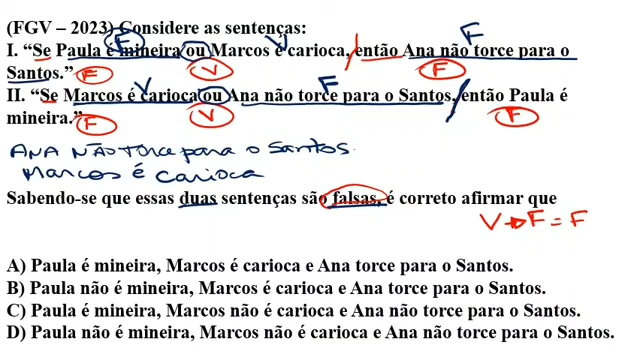 (FGV – 2023) Considere as sentenças:
F
F
V
I. “Se Paula é mineira ou Marcos é carioca, então Ana não torce para o
Santos.” F V F
V F
II. “Se Marcos é carioca ou Ana não torce para o Santos, então Paula é
mineira.” F V F
ANA NÃO torce para o Santos.
MArcos é cArioca
Sabendo-se que essas duas sentenças são falsas, é correto afirmar que
V→F=F
A) Paula é mineira, Marcos é carioca e Ana torce para o Santos.
B) Paula não é mineira, Marcos é carioca e Ana torce para o Santos.
C) Paula é mineira, Marcos não é carioca e Ana não torce para o Santos.
D) Paula não é mineira, Marcos não é carioca e Ana não torce para o Santos.